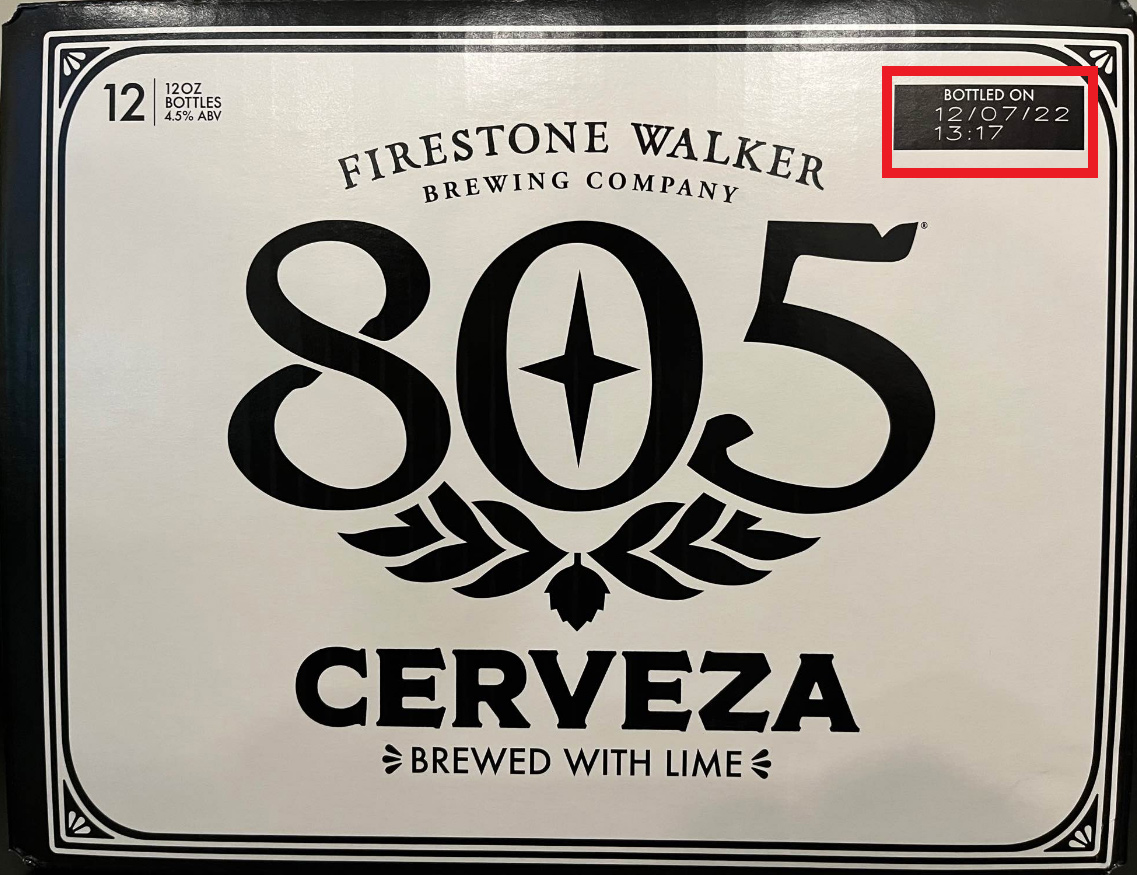 12
12OZ
BOTTLES
4.5% ABV
BOTTLED ON
12/07/22
13:17
FIRESTONE WALKER
BREWING COMPANY
805®
CERVEZA
BREWED WITH LIME